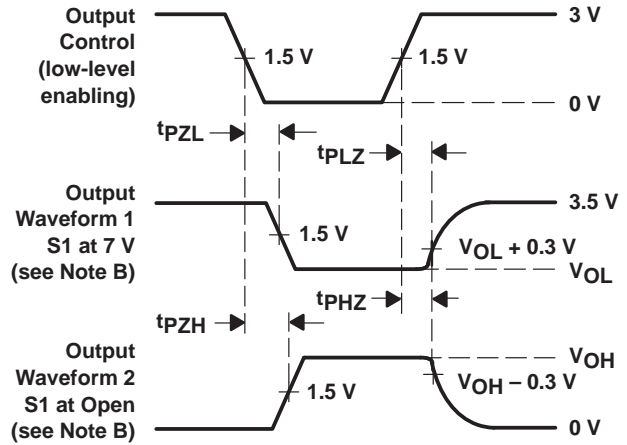 Output
Control
(low-level
enabling)
3 V
1.5 V
1.5 V
0 V
tPZL
tPLZ
Output
Waveform 1
S1 at 7 V
(see Note B)
3.5 V
1.5 V
VOL + 0.3 V
VOL
tPHZ
tPZH
Output
Waveform 2
S1 at Open
(see Note B)
VOH
1.5 V
VOH – 0.3 V
0 V